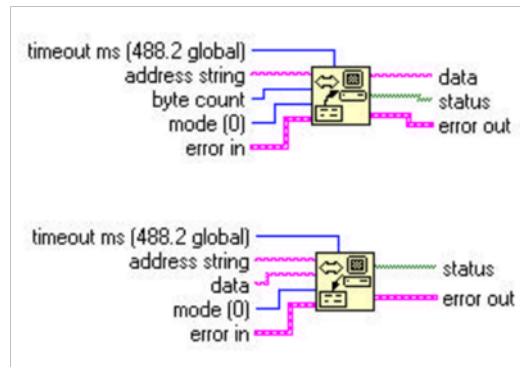 timeout ms (488.2 global)
address string
byte count
mode (0)
error in
data
status
error out
timeout ms (488.2 global)
address string
data
mode (0)
error in
status
error out